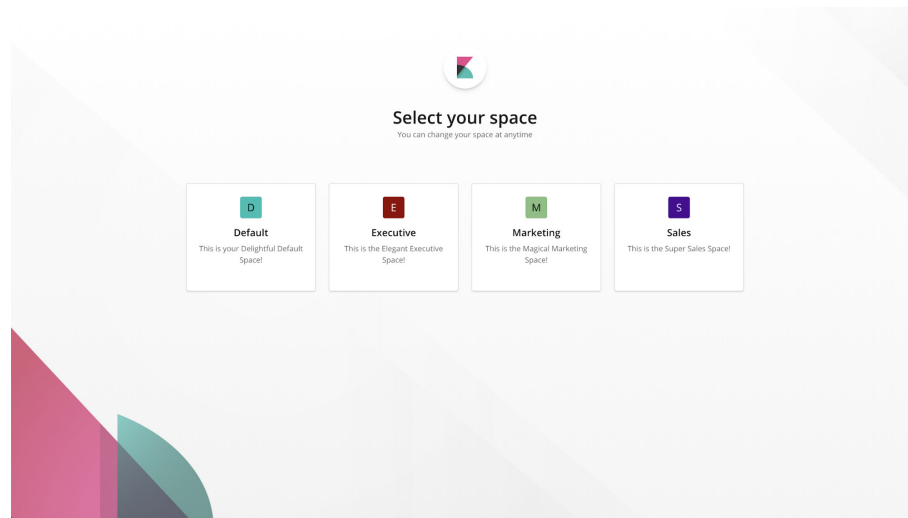 Select your space
You can change your space at anytime
D
Default
This is your Delightful Default
Space!
E
Executive
This is the Elegant Executive
Space!
M
Marketing
This is the Magical Marketing
Space!
S
Sales
This is the Super Sales Space!